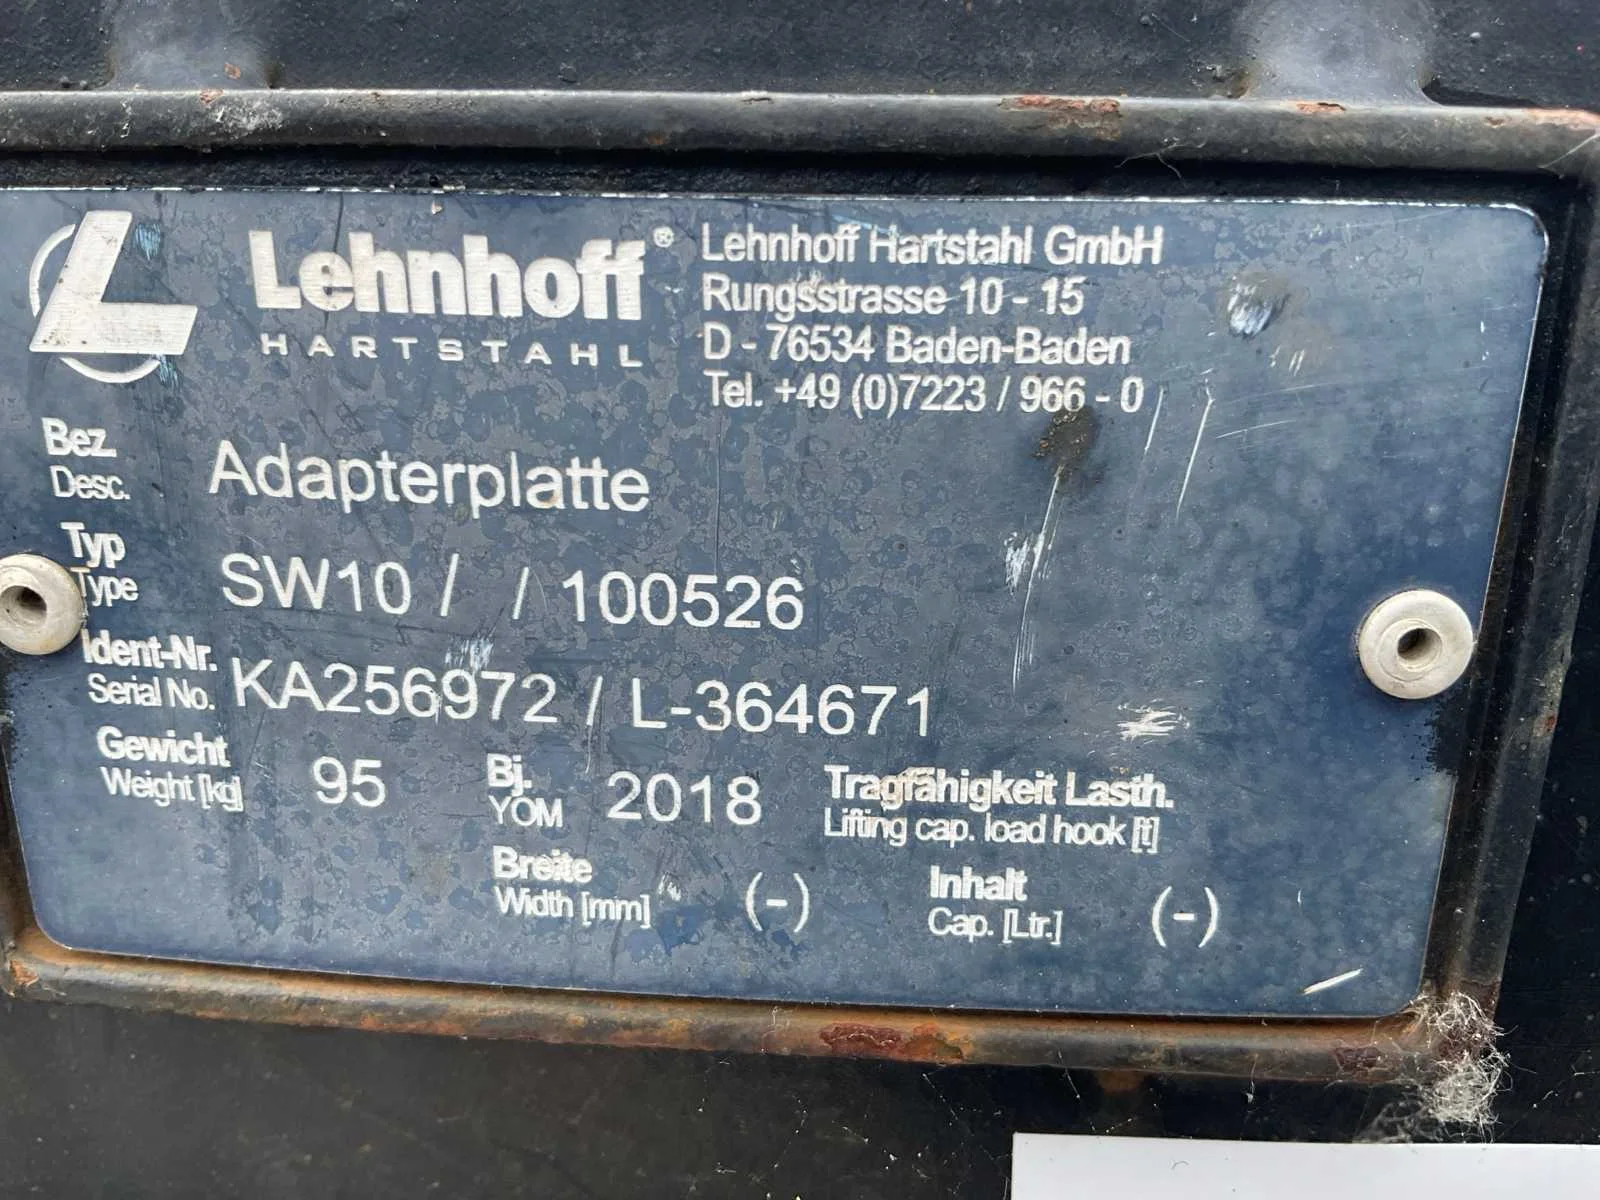 Lehnhoff®
HARTSTAHL
Lehnhoff Hartstahl GmbH
Rungsstrasse 10 - 15
D - 76534 Baden-Baden
Tel. +49 (0)7223 / 966 - 0
Bez.
Desc.
Adapterplatte
Typ
Type
SW10 / / 100526
Ident-Nr.
Serial No.
KA256972 / L-364671
Gewicht
Weight [kg]
95
Bj.
YOM
2018
Tragfähigkeit Lasth.
Lifting cap. load hook [t]
Breite
Width [mm]
(-)
Inhalt
Cap. [Ltr.]
(-)